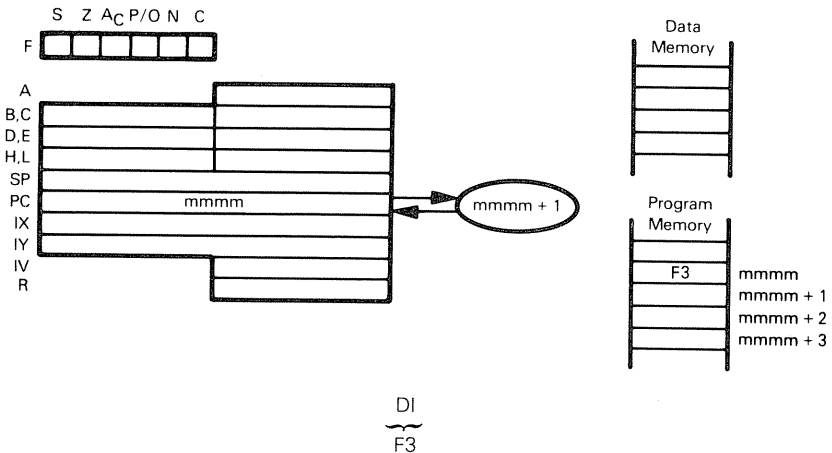 S Z AC P/O N C
F
A
B,C
D,E
H,L
SP
PC mmmm mmmm + 1
IX
IY
IV
R
Data
Memory
Program
Memory
F3 mmmm
mmmm + 1
mmmm + 2
mmmm + 3
DI
F3